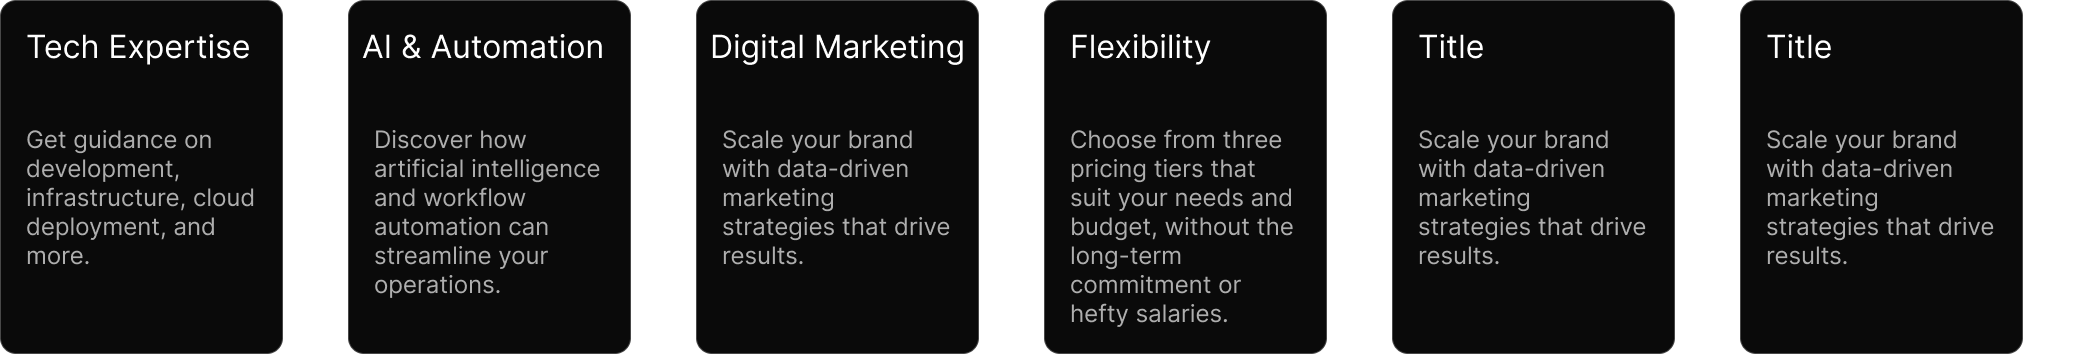 Tech Expertise
Get guidance on
development,
infrastructure, cloud
deployment, and
more.
AI & Automation
Discover how
artificial intelligence
and workflow
automation can
streamline your
operations.
Digital Marketing
Scale your brand
with data-driven
marketing
strategies that drive
results.
Flexibility
Choose from three
pricing tiers that
suit your needs and
budget, without the
long-term
commitment or
hefty salaries.
Title
Scale your brand
with data-driven
marketing
strategies that drive
results.
Title
Scale your brand
with data-driven
marketing
strategies that drive
results.